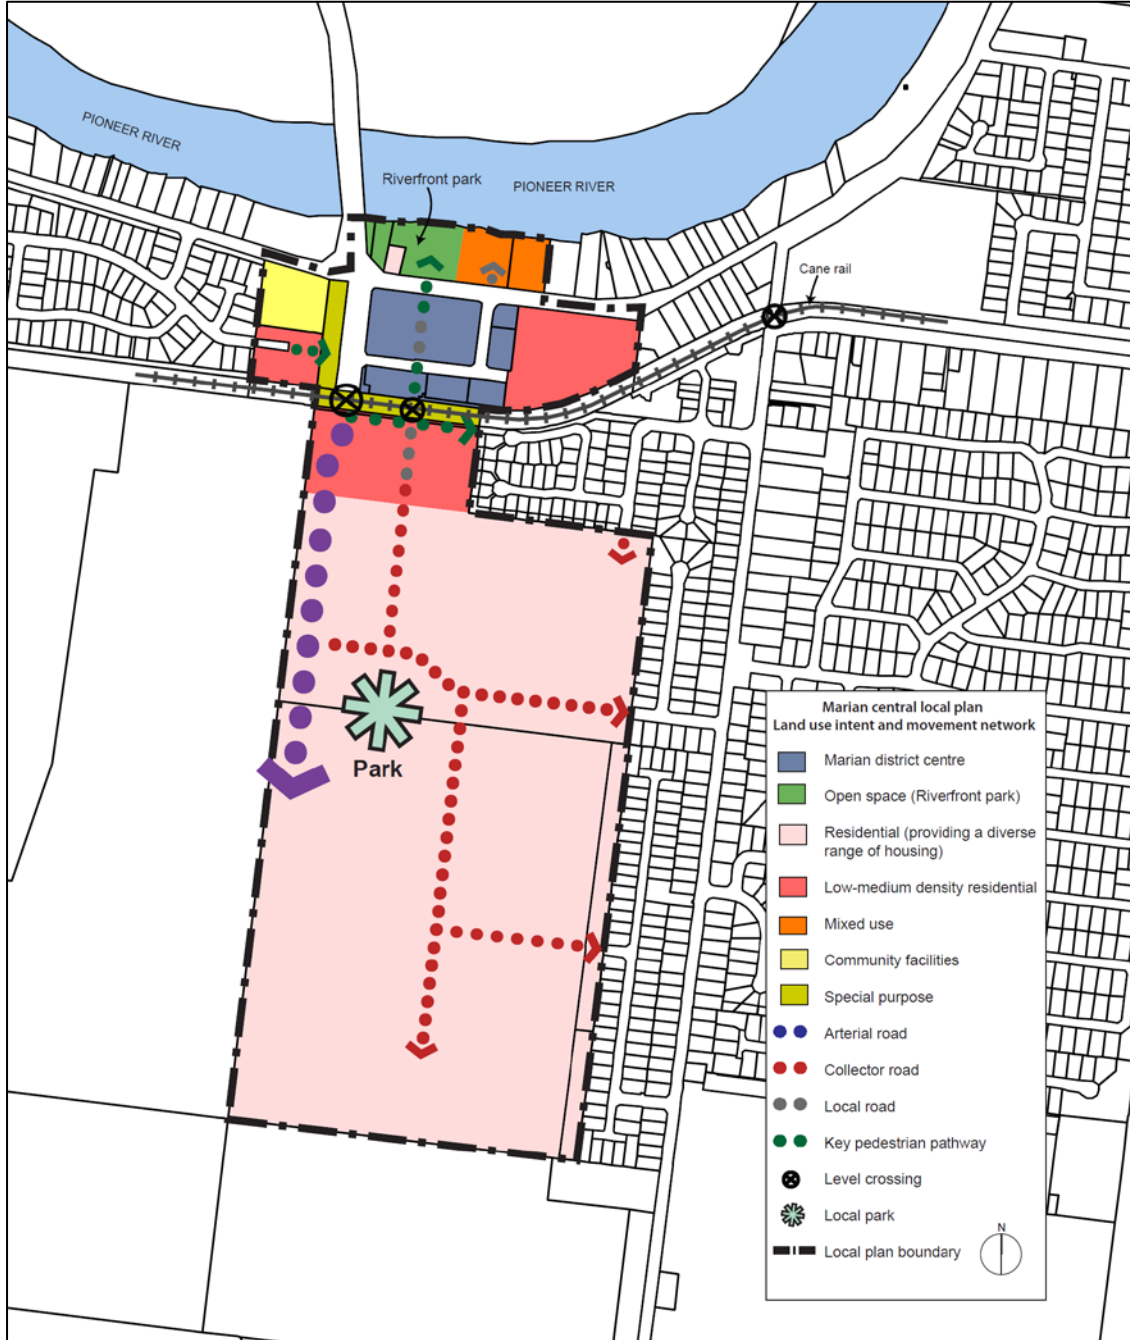 PIONEER RIVER
Riverfront park
PIONEER RIVER
Cane rail
Park
Marian central local plan
Land use intent and movement network
Marian district centre
Open space (Riverfront park)
Residential (providing a diverse
range of housing)
Low-medium density residential
Mixed use
Community facilities
Special purpose
Arterial road
Collector road
Local road
Key pedestrian pathway
Level crossing
Local park
Local plan boundary
N